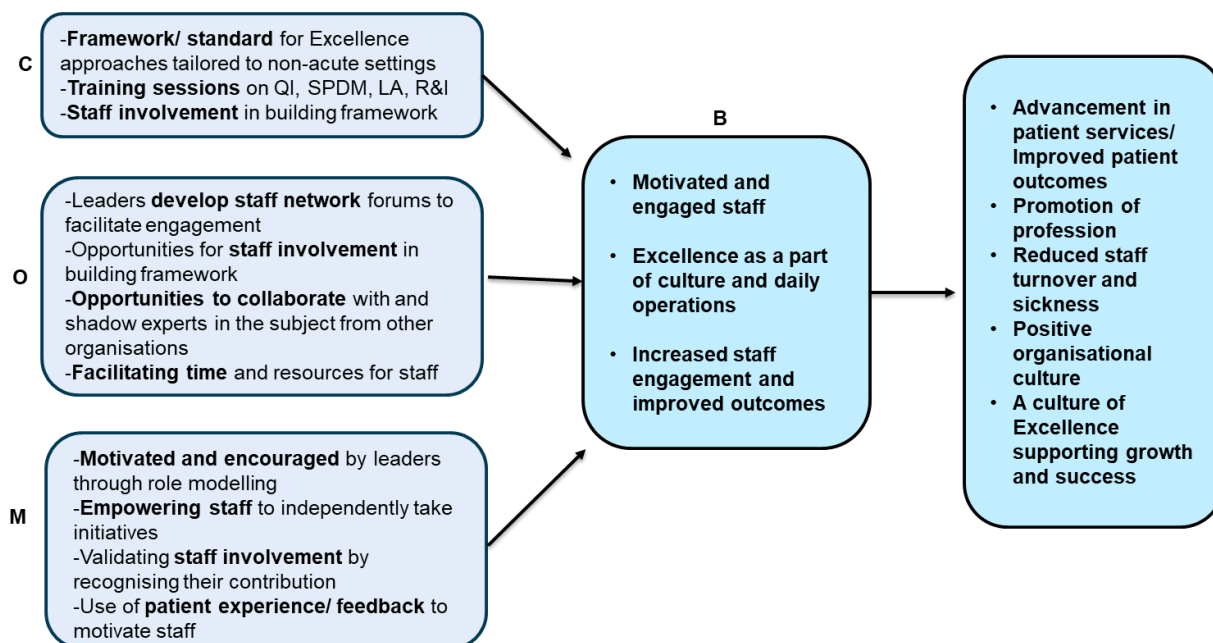 C
-Framework/ standard for Excellence
approaches tailored to non-acute settings
-Training sessions on QI, SPDM, LA, R&I
-Staff involvement in building framework
O
-Leaders develop staff network forums to
facilitate engagement
-Opportunities for staff involvement in
building framework
-Opportunities to collaborate with and
shadow experts in the subject from other
organisations
-Facilitating time and resources for staff
M
-Motivated and encouraged by leaders
through role modelling
-Empowering staff to independently take
initiatives
-Validating staff involvement by
recognising their contribution
-Use of patient experience/ feedback to
motivate staff
B
• Motivated and
engaged staff
• Excellence as a part
of culture and daily
operations
• Increased staff
engagement and
improved outcomes
• Advancement in
patient services/
Improved patient
outcomes
• Promotion of
profession
• Reduced staff
turnover and
sickness
• Positive
organisational
culture
• A culture of
Excellence
supporting growth
and success